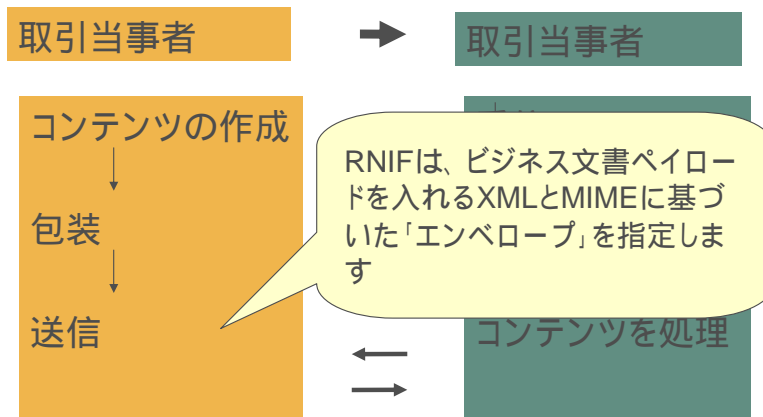 取引当事者
取引当事者
コンテンツの作成
包装
送信
RNIFは、ビジネス文書ペイロー
ドを入れるXMLとMIMEに基づ
いた「エンベロープ」を指定しま
す
コンテンツを処理